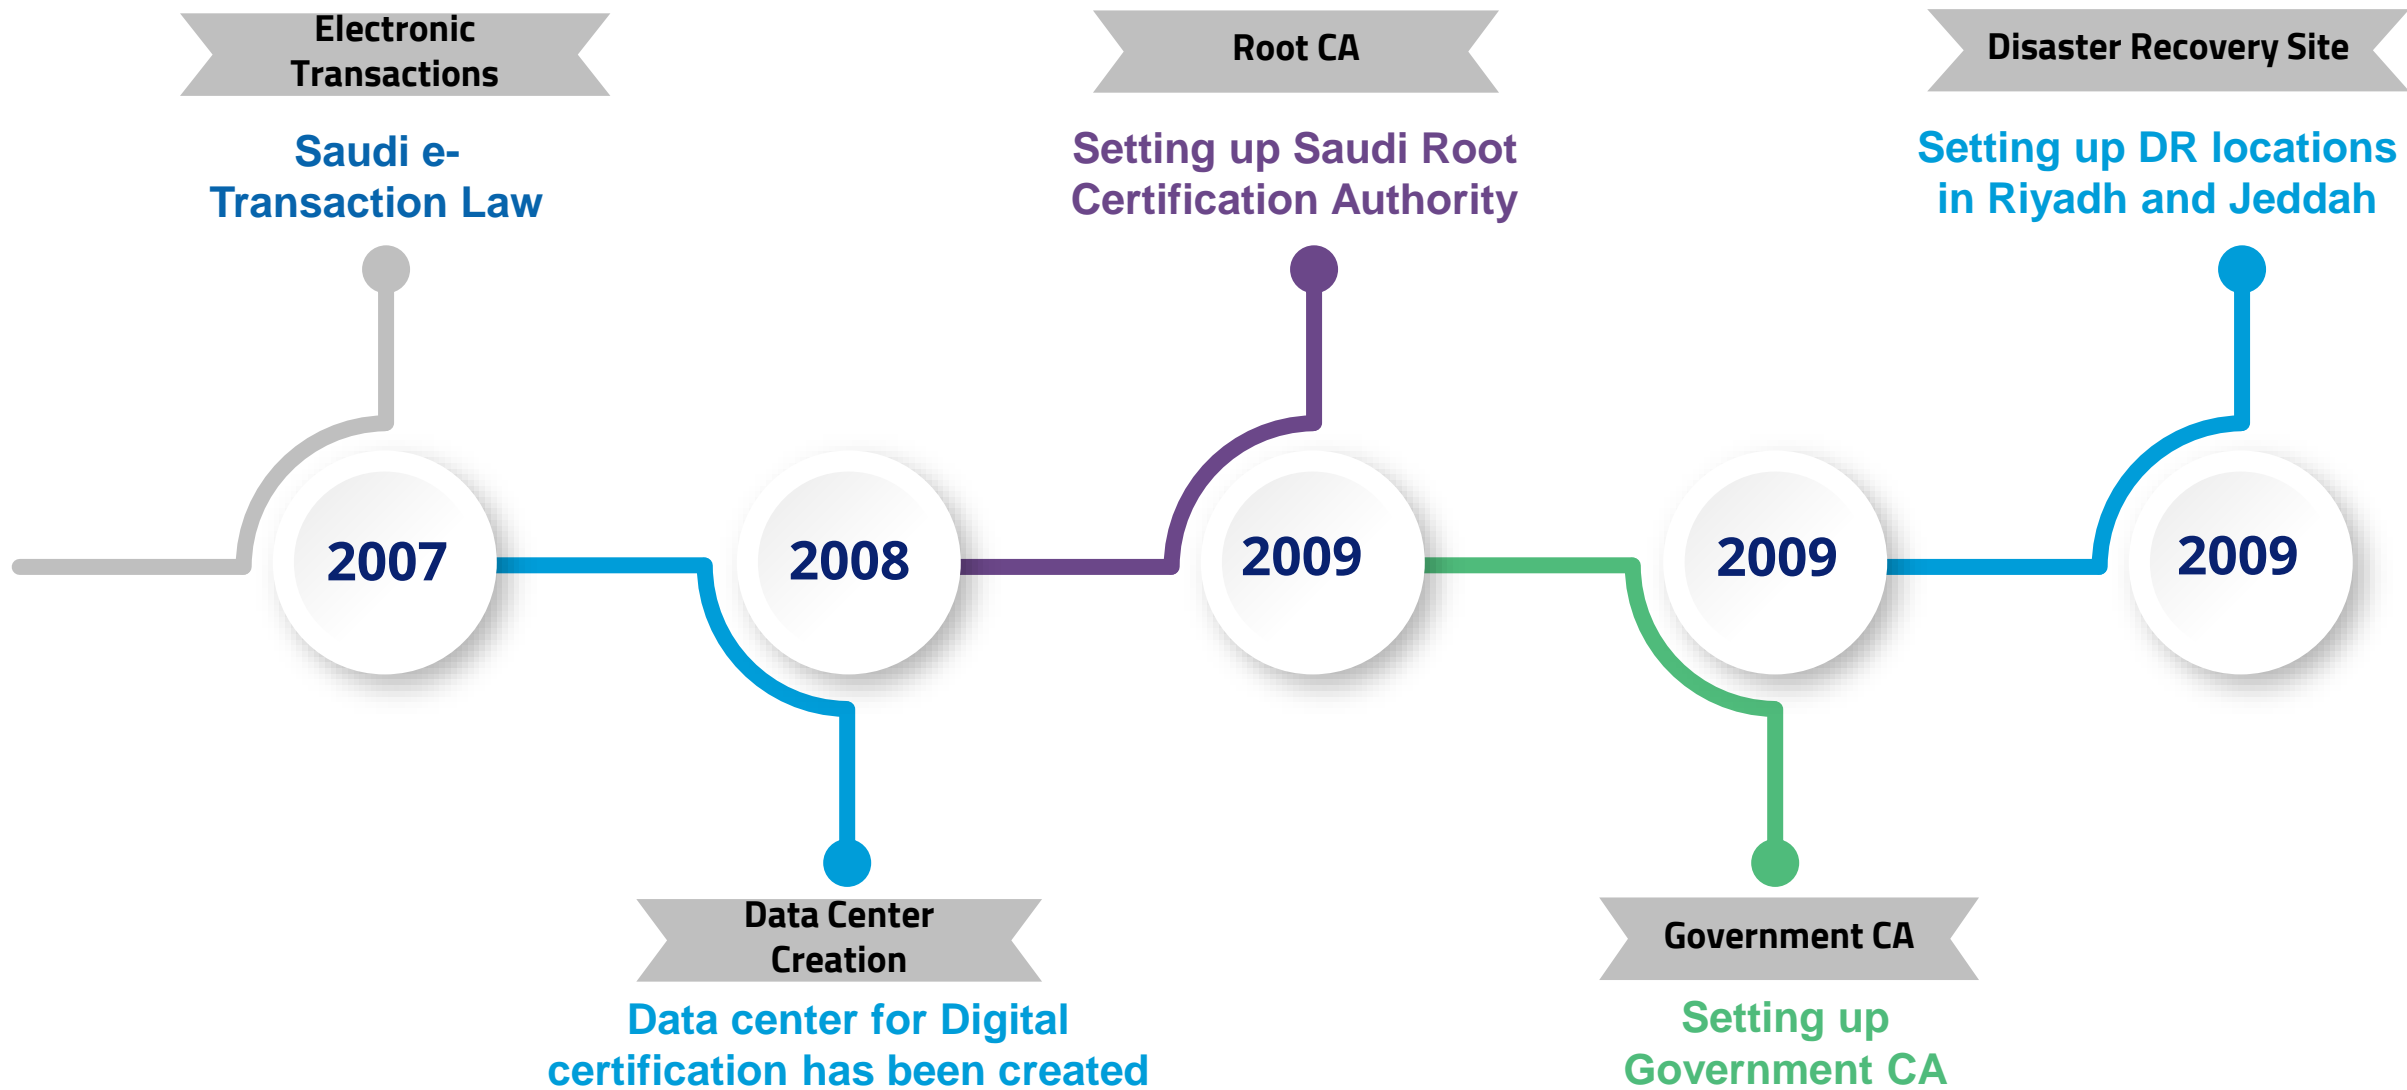 Electronic
Transactions
Saudi e-
Transaction Law
Root CA
Setting up Saudi Root
Certification Authority
Disaster Recovery Site
Setting up DR locations
in Riyadh and Jeddah
2007
2008
2009
2009
2009
Data Center
Creation
Data center for Digital
certification has been created
Government CA
Setting up
Government CA